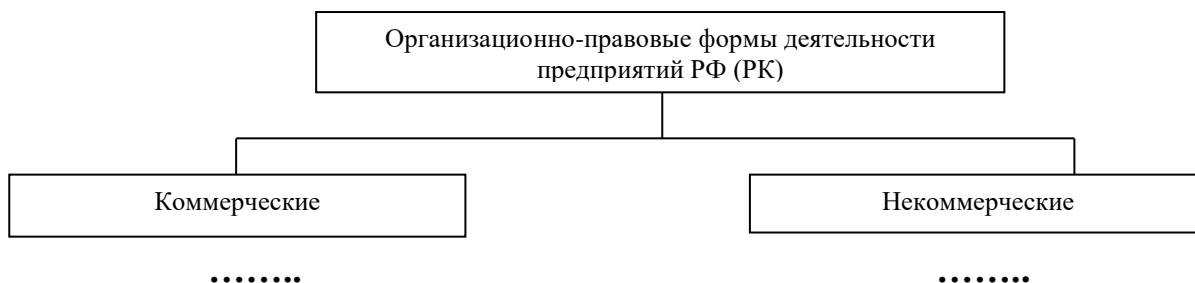 Организационно-правовые формы деятельности
предприятий РФ (РК)
Коммерческие
Некоммерческие
……..
……..